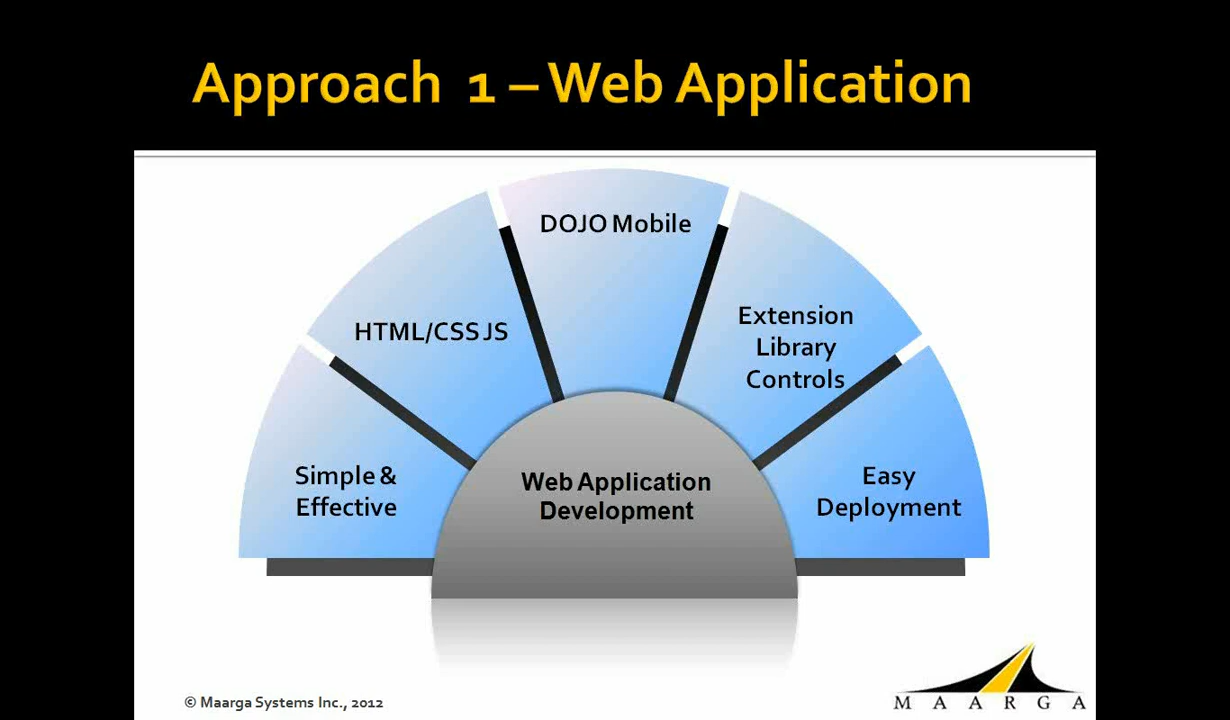 Approach 1 – Web Application
DOJO Mobile
HTML/CSS JS
Extension
Library
Controls
Simple &
Effective
Web Application
Development
Easy
Deployment
© Maarga Systems Inc., 2012
MAARGA